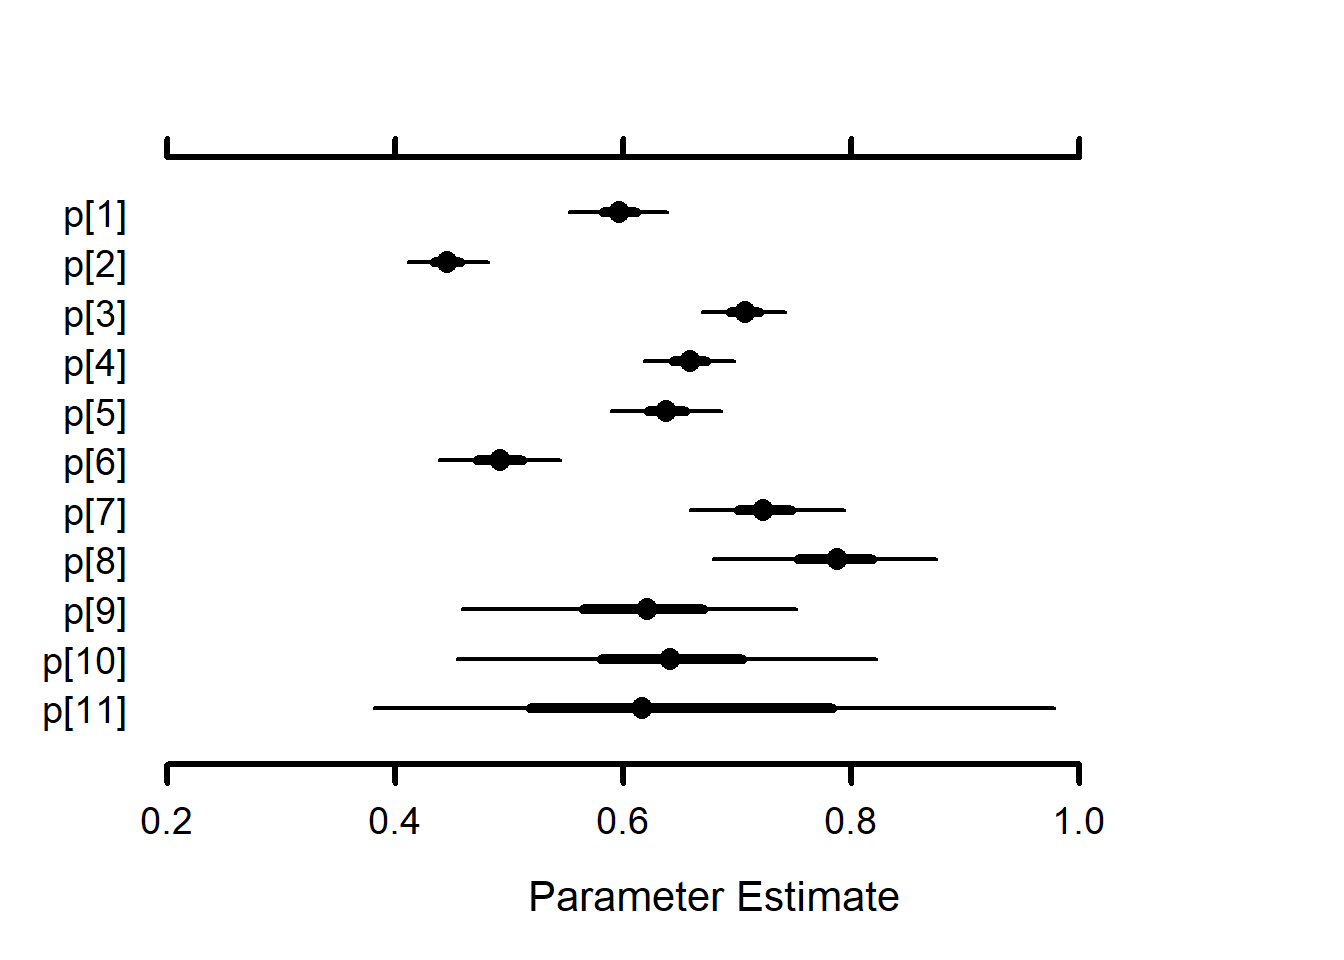 p[1]
p[2]
p[3]
p[4]
p[5]
p[6]
p[7]
p[8]
p[9]
p[10]
p[11]
0.2 0.4 0.6 0.8 1.0
Parameter Estimate